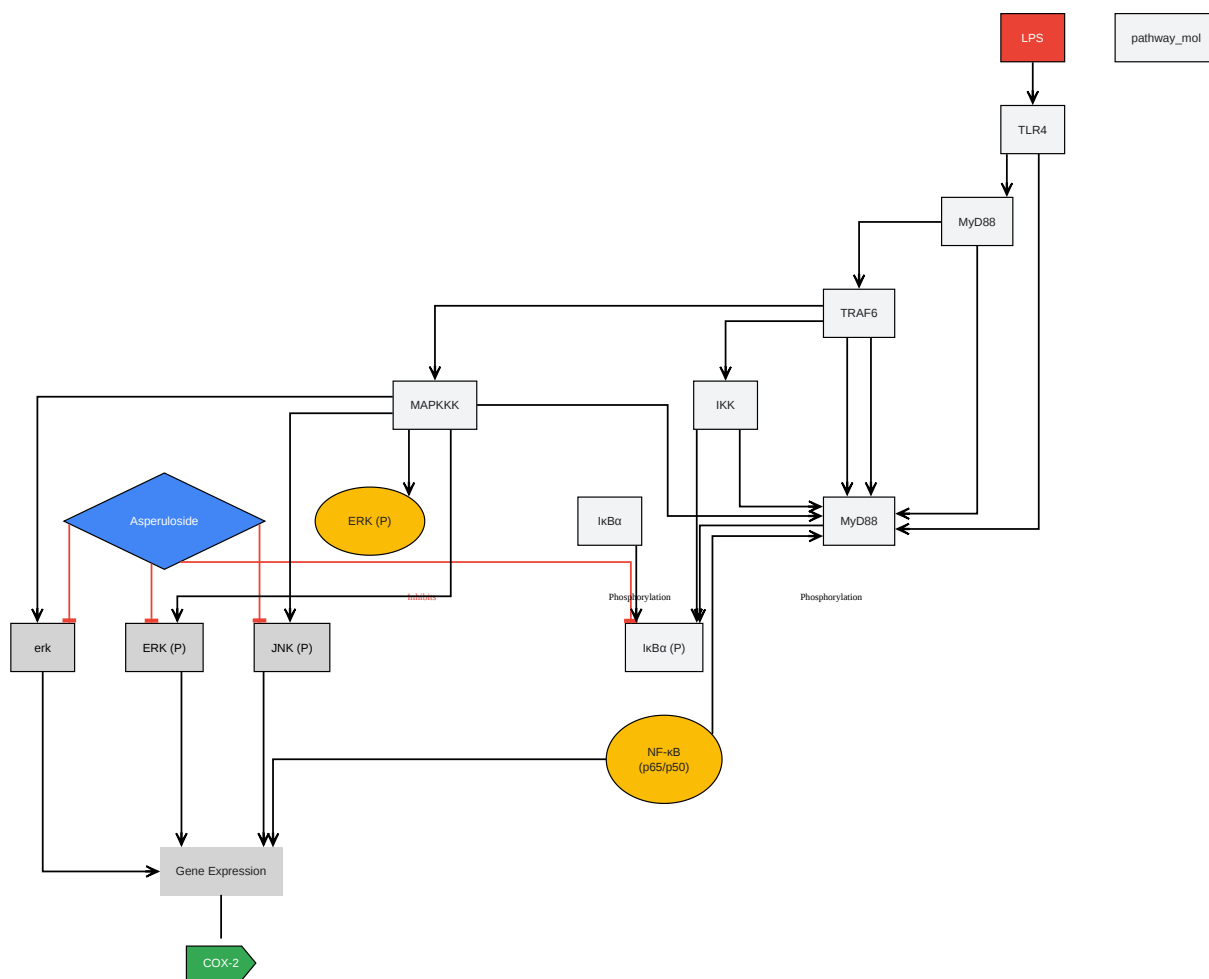 LPS
pathway_mol
TLR4
MyD88
TRAF6
MAPKKK
IKK
Asperuloside
ERK (P)
IκBα
MyD88
Inhibits
Phosphorylation
Phosphorylation
erk
ERK (P)
JNK (P)
IκBα (P)
NF-κB
(p65/p50)
Gene Expression
COX-2